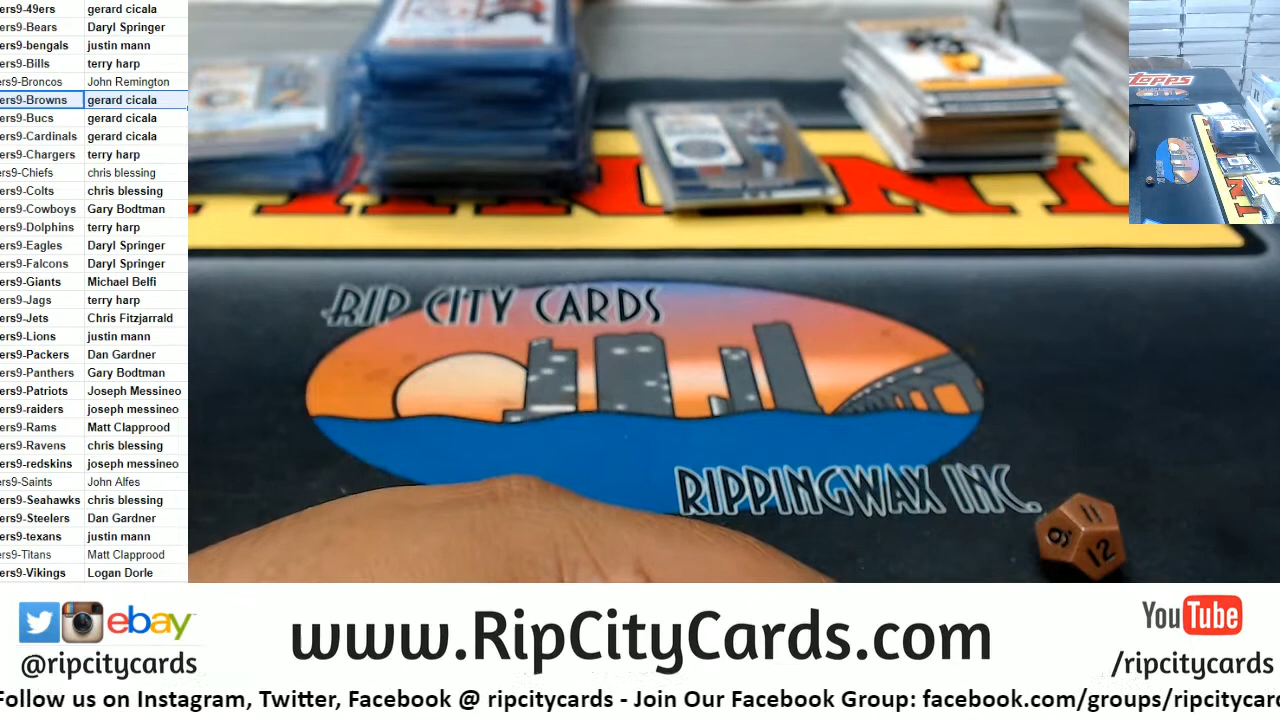 ers9-49ers gerard cicala
ers9-Bears Daryl Springer
ers9-bengals justin mann
ers9-Bills terry harp
ers9-Broncos John Remington
ers9-Browns gerard cicala
ers9-Bucs gerard cicala
ers9-Cardinals gerard cicala
ers9-Chargers terry harp
ers9-Chiefs chris blessing
ers9-Colts chris blessing
ers9-Cowboys Gary Bodtman
ers9-Dolphins terry harp
ers9-Eagles Daryl Springer
ers9-Falcons Daryl Springer
ers9-Giants Michael Belfi
ers9-Jags terry harp
ers9-Jets Chris Fitzjarrald
ers9-Lions justin mann
ers9-Packers Dan Gardner
ers9-Panthers Gary Bodtman
ers9-Patriots Joseph Messineo
ers9-raiders joseph messineo
ers9-Rams Matt Clapprood
ers9-Ravens chris blessing
ers9-redskins joseph messineo
ers9-Saints John Alfes
ers9-Seahawks chris blessing
ers9-Steelers Dan Gardner
ers9-texans justin mann
ers9-Titans Matt Clapprood
ers9-Vikings Logan Dorle
Topps
RIP CITY CARDS
RIPPINGWAX INC.
11
9.
12
ebay
@ripcitycards
www.RipCityCards.com
YouTube
/ripcitycards
Follow us on Instagram, Twitter, Facebook @ ripcitycards - Join Our Facebook Group: facebook.com/groups/ripcitycard